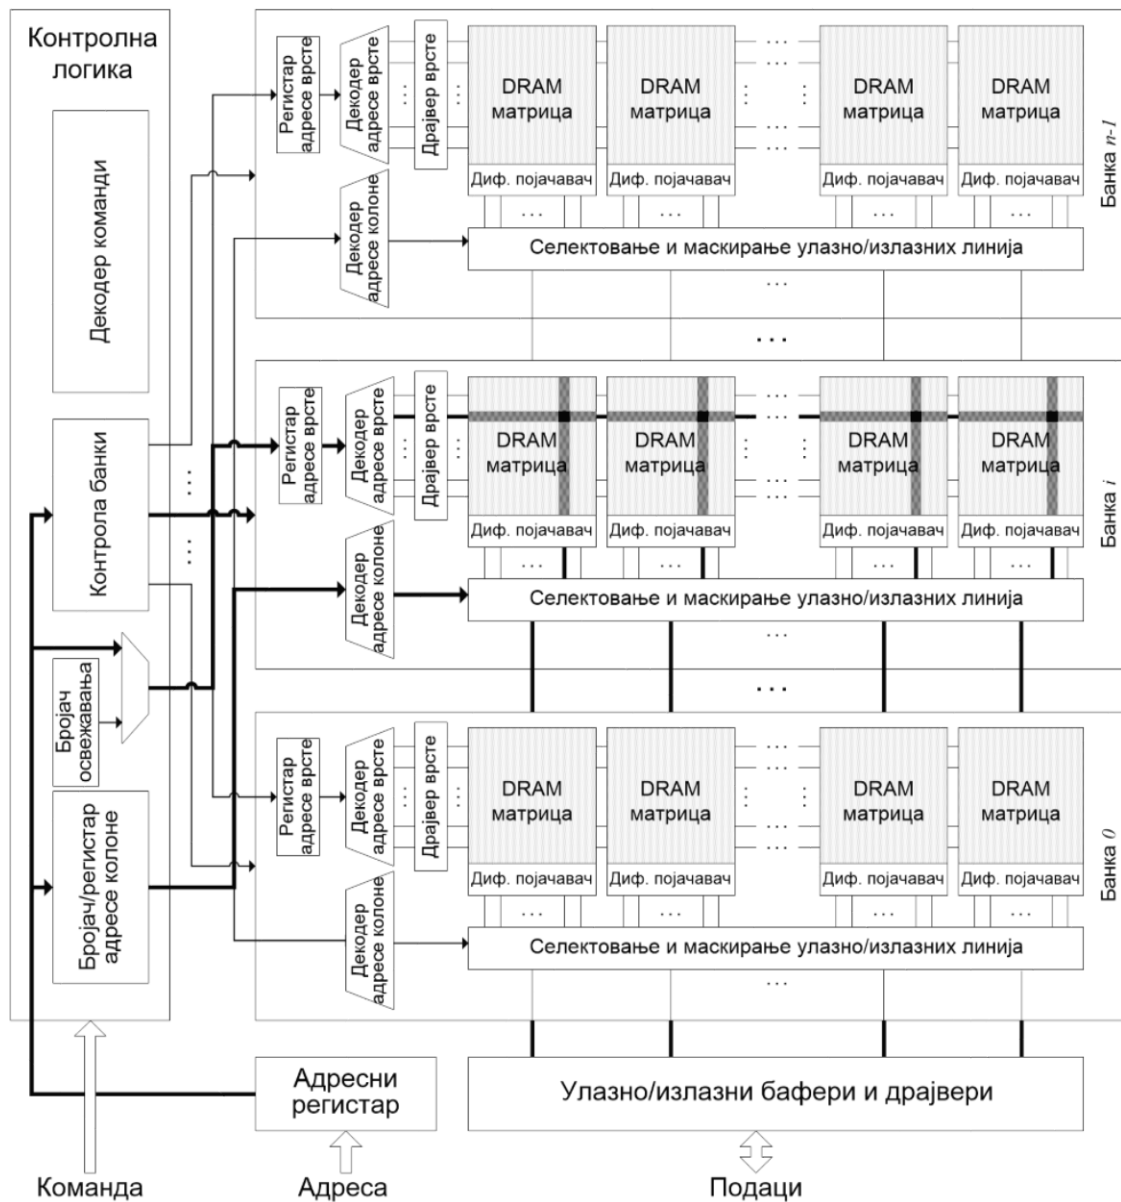 Контролна
логика
Декодер команди
Контрола банки
Бројач
освежавања
Бројач/регистар
адресе колоне
Регистар
адресе врсте
Декодер
адресе врсте
Драјвер врсте
DRAM
матрица
DRAM
матрица
DRAM
матрица
DRAM
матрица
Диф. појачавач
Диф. појачавач
Диф. појачавач
Диф. појачавач
Декодер
адресе колоне
Селектовање и маскирање улазно/излазних линија
Банка n-1
Регистар
адресе врсте
Декодер
адресе врсте
Драјвер врсте
DRAM
матрица
DRAM
матрица
DRAM
матрица
DRAM
матрица
Диф. појачавач
Диф. појачавач
Диф. појачавач
Диф. појачавач
Декодер
адресе колоне
Селектовање и маскирање улазно/излазних линија
Банка i
Регистар
адресе врсте
Декодер
адресе врсте
Драјвер врсте
DRAM
матрица
DRAM
матрица
DRAM
матрица
DRAM
матрица
Диф. појачавач
Диф. појачавач
Диф. појачавач
Диф. појачавач
Декодер
адресе колоне
Селектовање и маскирање улазно/излазних линија
Банка 0
Адресни
регистар
Улазно/излазни бафери и драјвери
Команда
Адреса
Подаци